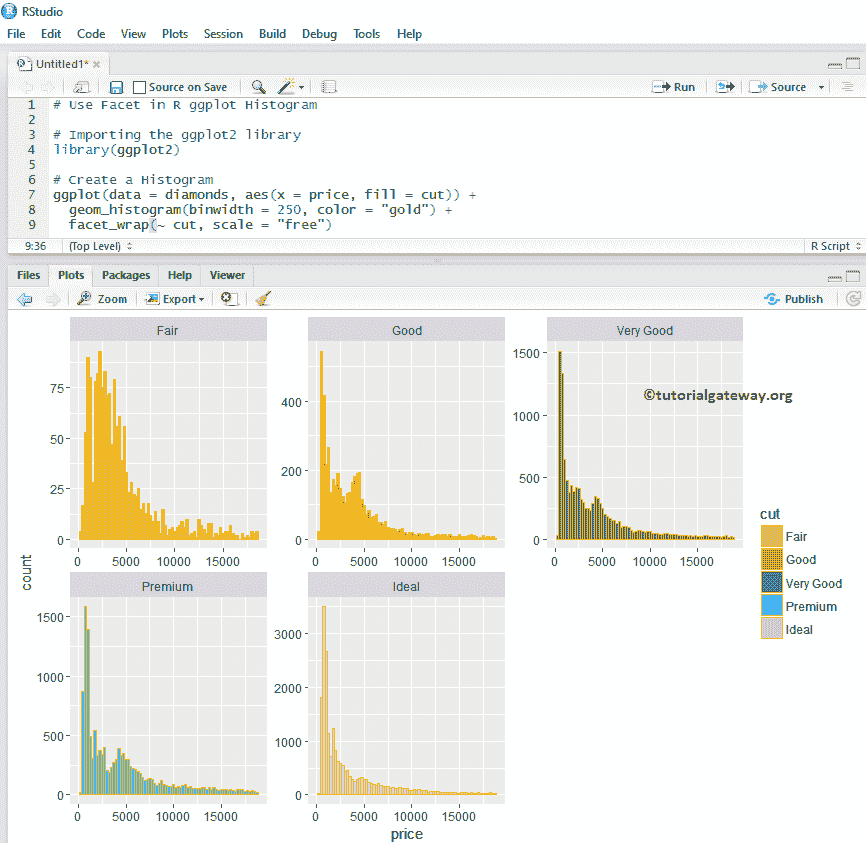 RStudio
File Edit Code View Plots Session Build Debug Tools Help
Untitled1*
Source on Save Run Source
1 # Use Facet in R ggplot Histogram
2
3 # Importing the ggplot2 library
4 library(ggplot2)
5
6 # Create a Histogram
7 ggplot(data = diamonds, aes(x = price, fill = cut)) +
8 geom_histogram(binwidth = 250, color = "gold") +
9 facet_wrap(~ cut, scale = "free")
9:36 (Top Level) R Script
Files Plots Packages Help Viewer
Zoom Export Publish
Fair
75
50
25
0
0 5000 10000 15000
Good
400
200
0
0 5000 10000 15000
Very Good
1500
1000
500
0
0 5000 10000 15000
©tutorialgateway.org
Premium
1500
1000
500
0
0 5000 10000 15000
Ideal
3000
2000
1000
0
0 5000 10000 15000
count
price
cut
Fair
Good
Very Good
Premium
Ideal